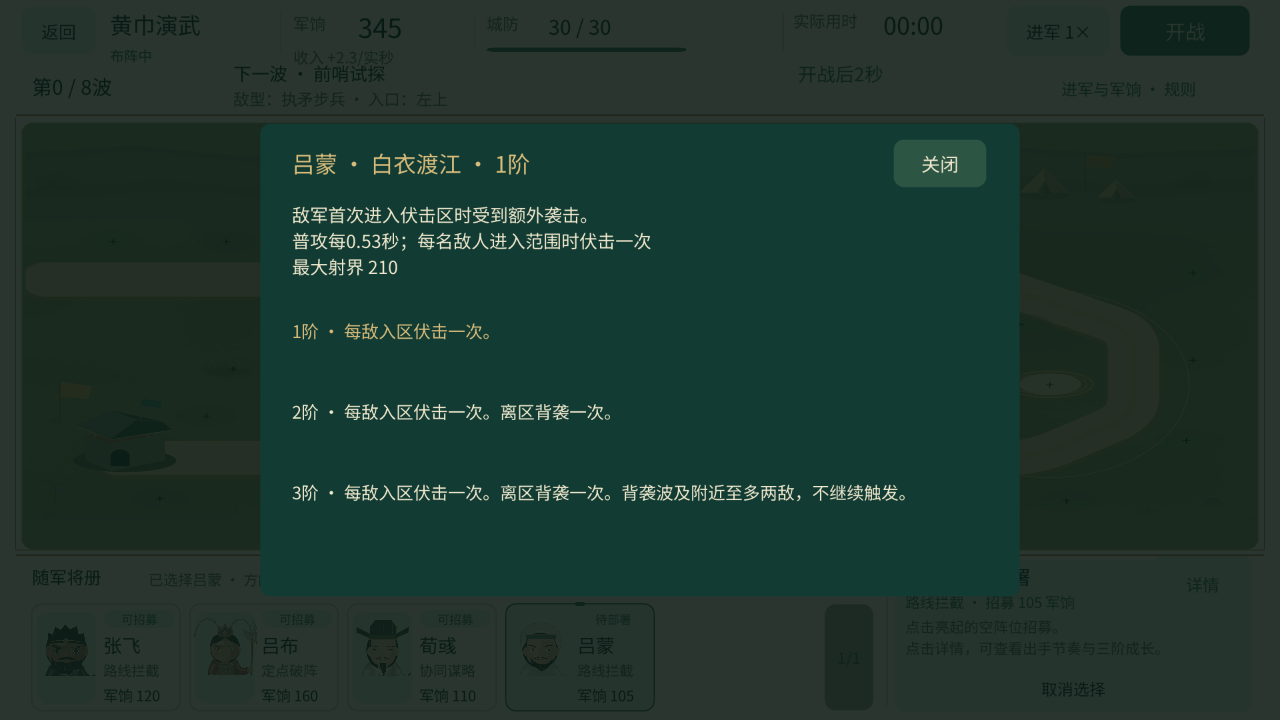 返回
黄巾演武
布阵中
军饷 345
收入 +2.3/实秒
城防 30 / 30
实际用时 00:00
进军 1×
开战
第0 / 8波
下一波 · 前哨试探
敌型：执矛步兵 · 入口：左上
开战后2秒
进军与军饷 · 规则
吕蒙 · 白衣渡江 · 1阶
关闭
敌军首次进入伏击区时受到额外袭击。
普攻每0.53秒；每名敌人进入范围时伏击一次
最大射界 210
1阶 · 每敌入区伏击一次。
2阶 · 每敌入区伏击一次。离区背袭一次。
3阶 · 每敌入区伏击一次。离区背袭一次。背袭波及附近至多两敌，不继续触发。
随军将册
已选择吕蒙 · 方
可招募
张飞
路线拦截
军饷 120
可招募
吕布
定点破阵
军饷 160
可招募
荀彧
协同谋略
军饷 110
待部署
吕蒙
路线拦截
军饷 105
1/1
署
详情
路线拦截 · 招募 105 军饷
点击亮起的空阵位招募。
点击详情，可查看出手节奏与三阶成长。
取消选择